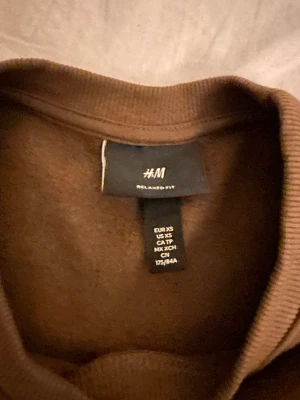 H&M
RELAXED FIT
EUR XS
US XS
CA TP
MX XCH
CN
175/84A